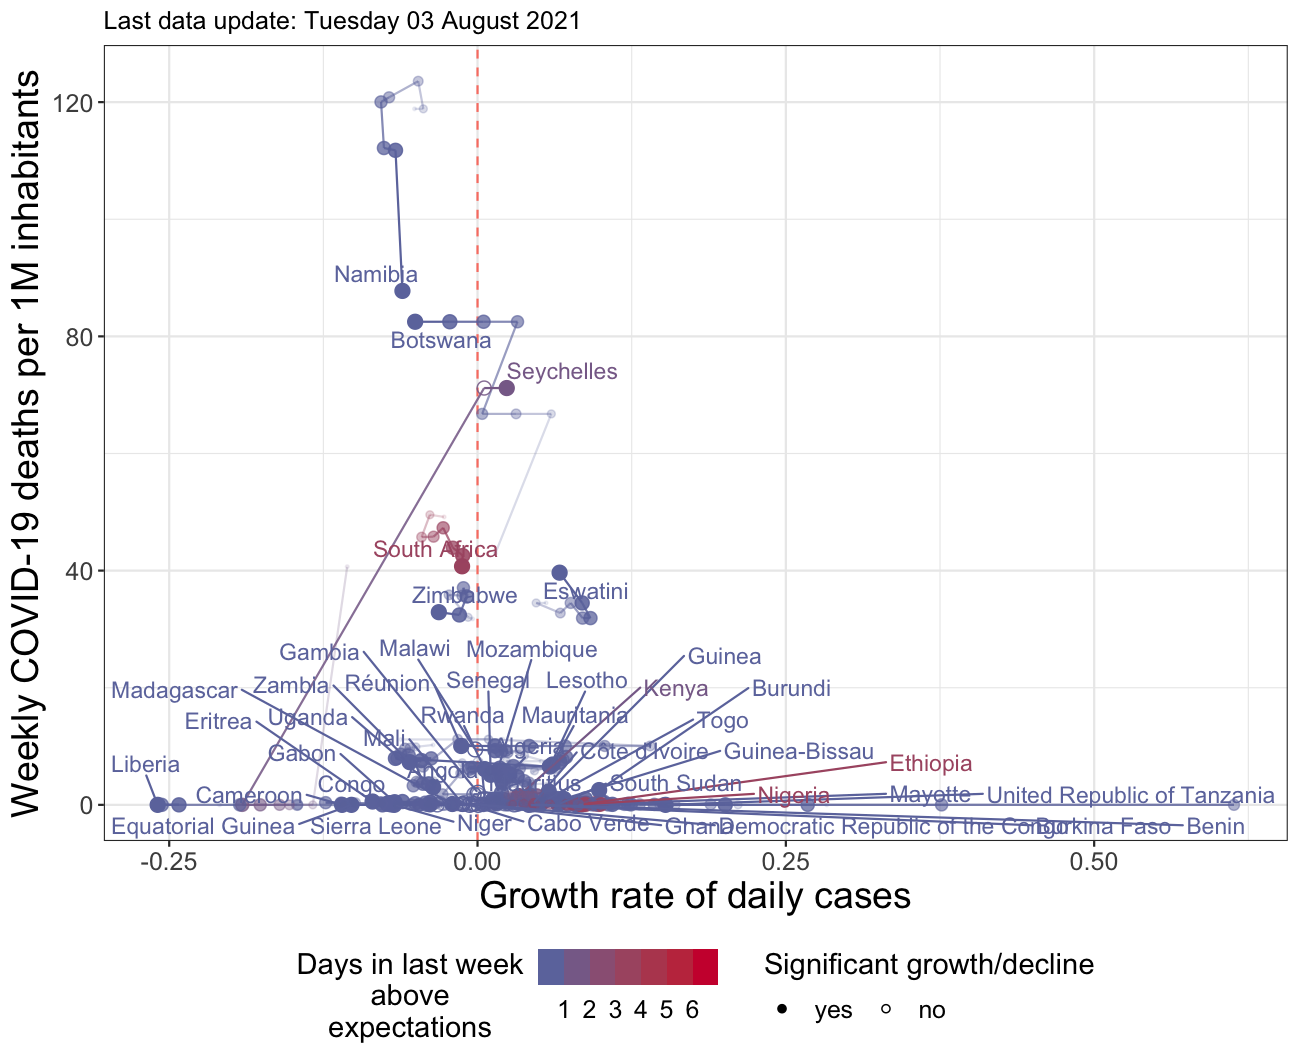 Last data update: Tuesday 03 August 2021
Weekly COVID-19 deaths per 1M inhabitants
120
80
40
0
Namibia
Botswana
Seychelles
South Africa
Zimbabwe
Eswatini
Gambia
Malawi
Mozambique
Guinea
Madagascar
Zambia
Réunion
Senegal
Lesotho
Kenya
Burundi
Eritrea
Uganda
Rwanda
Mauritania
Togo
Mali
Algeria
Côte d'Ivoire
Guinea-Bissau
Liberia
Gabon
Angola
Ethiopia
Cameroon
Congo
South Sudan
Nigeria
Mayotte
United Republic of Tanzania
Equatorial Guinea
Sierra Leone
Niger
Cabo Verde
Ghana
Democratic Republic of the Congo
Burkina Faso
Benin
-0.25
0.00
0.25
0.50
Growth rate of daily cases
Days in last week
above
expectations
1 2 3 4 5 6
Significant growth/decline
yes
no